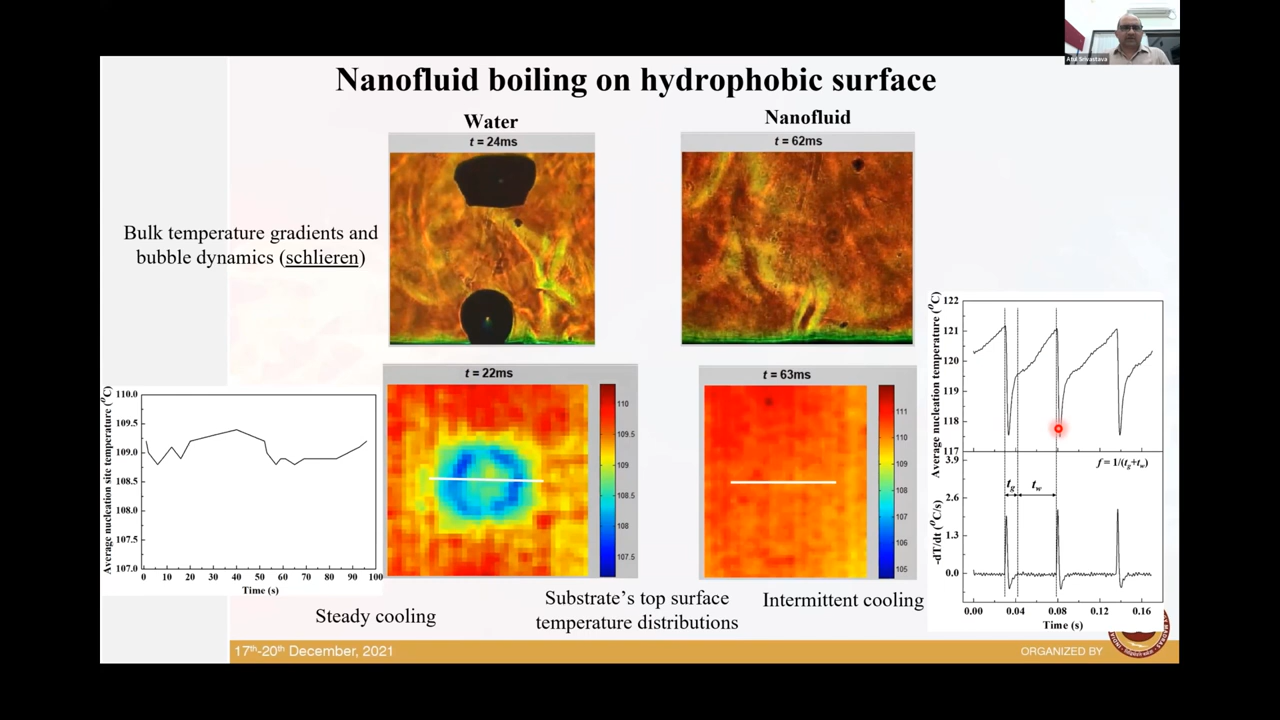 Atul Srivastava
Nanofluid boiling on hydrophobic surface
Water
Nanofluid
t = 24ms
t = 62ms
Bulk temperature gradients and
bubble dynamics (schlieren)
t = 22ms
110
109.5
109
108.5
108
107.5
t = 63ms
111
110
109
108
107
106
105
Average nucleation site temperature (°C)
110.0
109.5
109.0
108.5
108.0
107.5
107.0
0 10 20 30 40 50 60 70 80 90 100
Time (s)
Average nucleation temperature (°C)
122
121
120
119
118
117
-dT/dt (°C/s)
3.9
2.6
1.3
0.0
f = 1/(tg+tw)
tg
tw
0.00 0.04 0.08 0.12 0.16
Time (s)
Steady cooling
Substrate's top surface
temperature distributions
Intermittent cooling
17th-20th December, 2021
ORGANIZED BY